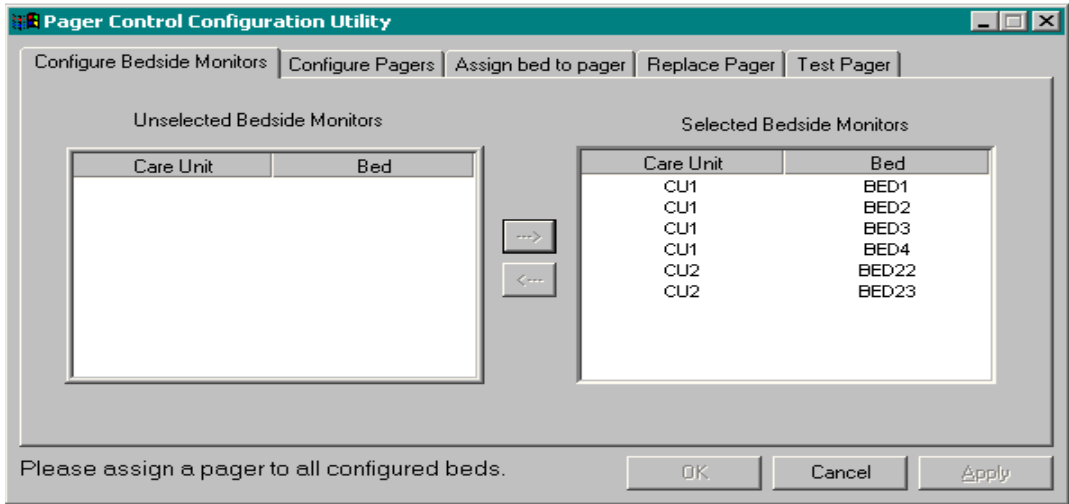 Pager Control Configuration Utility
Configure Bedside Monitors Configure Pagers Assign bed to pager Replace Pager Test Pager
Unselected Bedside Monitors
Care Unit Bed
--->
<---
Selected Bedside Monitors
Care Unit Bed
CU1 BED1
CU1 BED2
CU1 BED3
CU1 BED4
CU2 BED22
CU2 BED23
Please assign a pager to all configured beds.
OK Cancel Apply